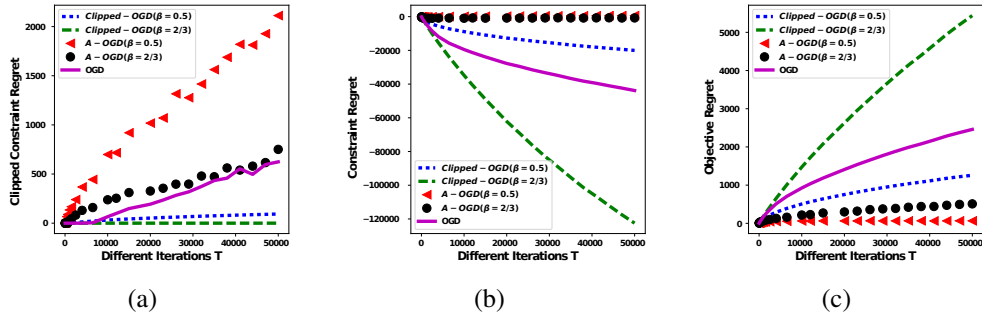 Clipped − OGD(β = 0.5)
Clipped − OGD(β = 2/3)
A − OGD(β = 0.5)
A − OGD(β = 2/3)
OGD
2000
1500
1000
500
0
Clipped Constraint Regret
0 10000 20000 30000 40000 50000
Different Iterations T
(a)
0
−20000
−40000
−60000
−80000
−100000
−120000
Constraint Regret
Clipped − OGD(β = 0.5)
Clipped − OGD(β = 2/3)
A − OGD(β = 0.5)
A − OGD(β = 2/3)
OGD
0 10000 20000 30000 40000 50000
Different Iterations T
(b)
Clipped − OGD(β = 0.5)
Clipped − OGD(β = 2/3)
A − OGD(β = 0.5)
A − OGD(β = 2/3)
OGD
5000
4000
3000
2000
1000
0
Objective Regret
0 10000 20000 30000 40000 50000
Different Iterations T
(c)